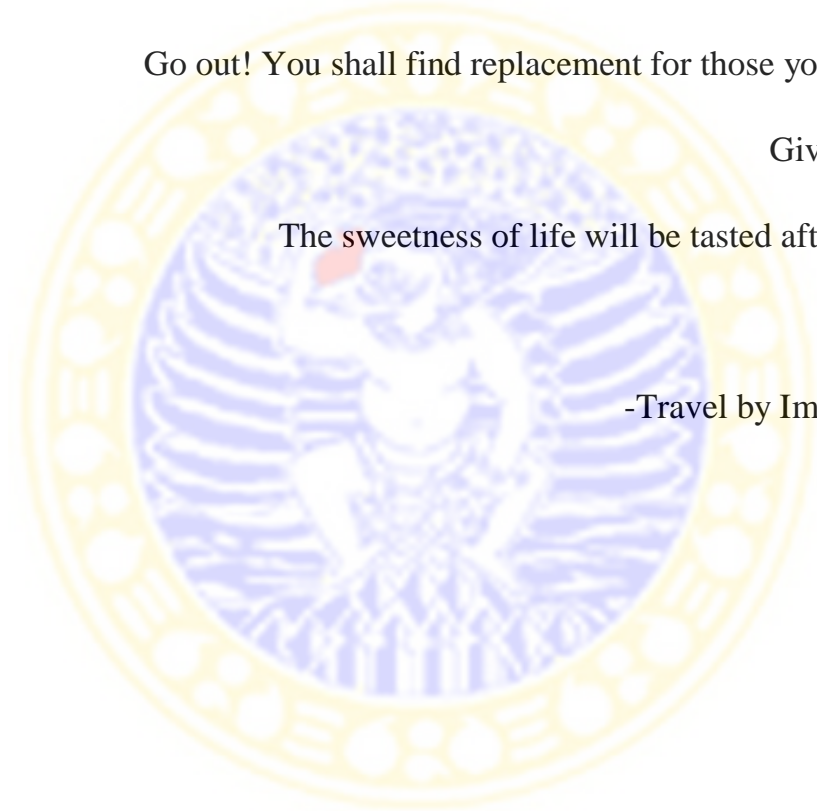 Go out! You shall find replacement for those yo
Giv
The sweetness of life will be tasted aft
-Travel by Im